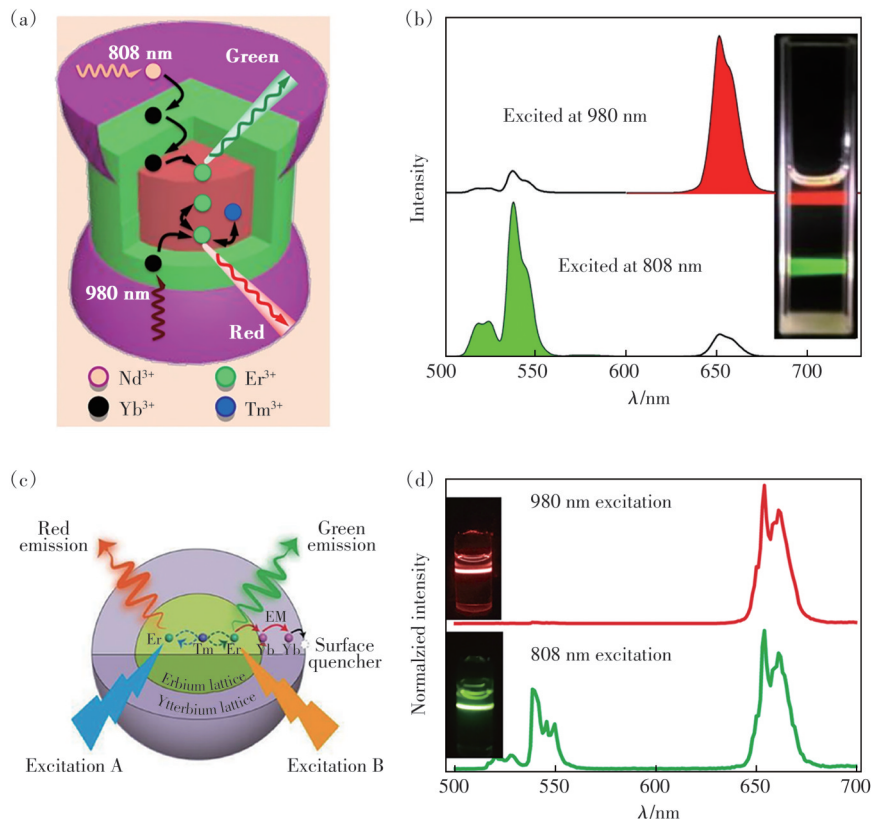 (a)
808 nm
Green
980 nm
Red
Nd³⁺
Er³⁺
Yb³⁺
Tm³⁺
(b)
Excited at 980 nm
Excited at 808 nm
Intensity
500
550
600
650
700
λ/nm
(c)
Red
emission
Green
emission
EM
Er
Tm
Er
Yb
Yb
Surface
quencher
Erbium lattice
Ytterbium lattice
Excitation A
Excitation B
(d)
980 nm excitation
808 nm excitation
Normalzied intensity
500
550
600
650
700
λ/nm